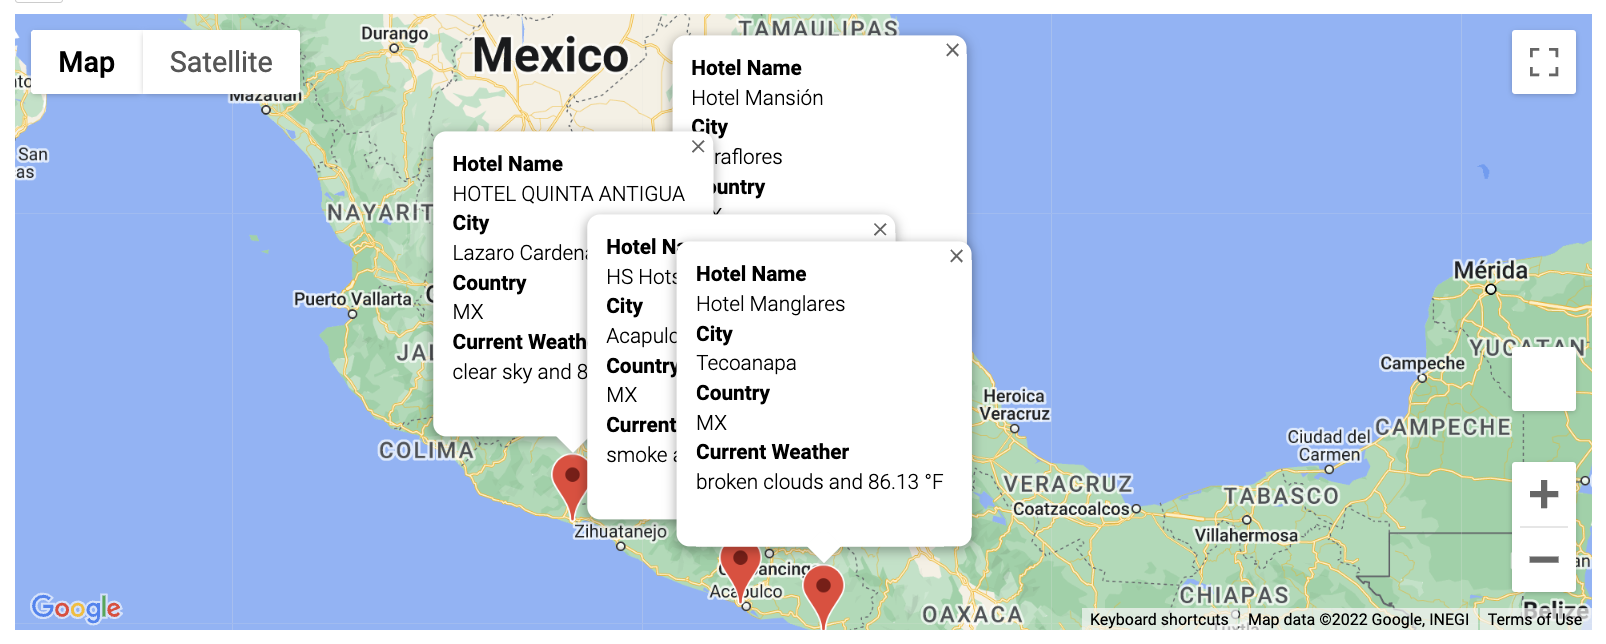 Map
Satellite
Durango
Mexico
TAMAULIPAS
Mazatlán
San
as
NAYARIT
Puerto Vallarta
COLIMA
Zihuatanejo
Acapulco
Hotel Name
Hotel Mansión
City
raflores
untry
Hotel Name
HOTEL QUINTA ANTIGUA
City
Lazaro Carden
Country
MX
Current Weath
clear sky and 8
Hotel N
HS Hots
City
Acapulc
Country
MX
Current
smoke
Hotel Name
Hotel Manglares
City
Tecoanapa
Country
MX
Current Weather
broken clouds and 86.13 °F
Heroica
Veracruz
VERACRUZ
Coatzacoalcos
Mérida
YUCATAN
Campeche
CAMPECHE
Ciudad del
Carmen
TABASCO
Villahermosa
CHIAPAS
OAXACA
Belize
Google
Keyboard shortcuts
Map data ©2022 Google, INEGI
Terms of Use